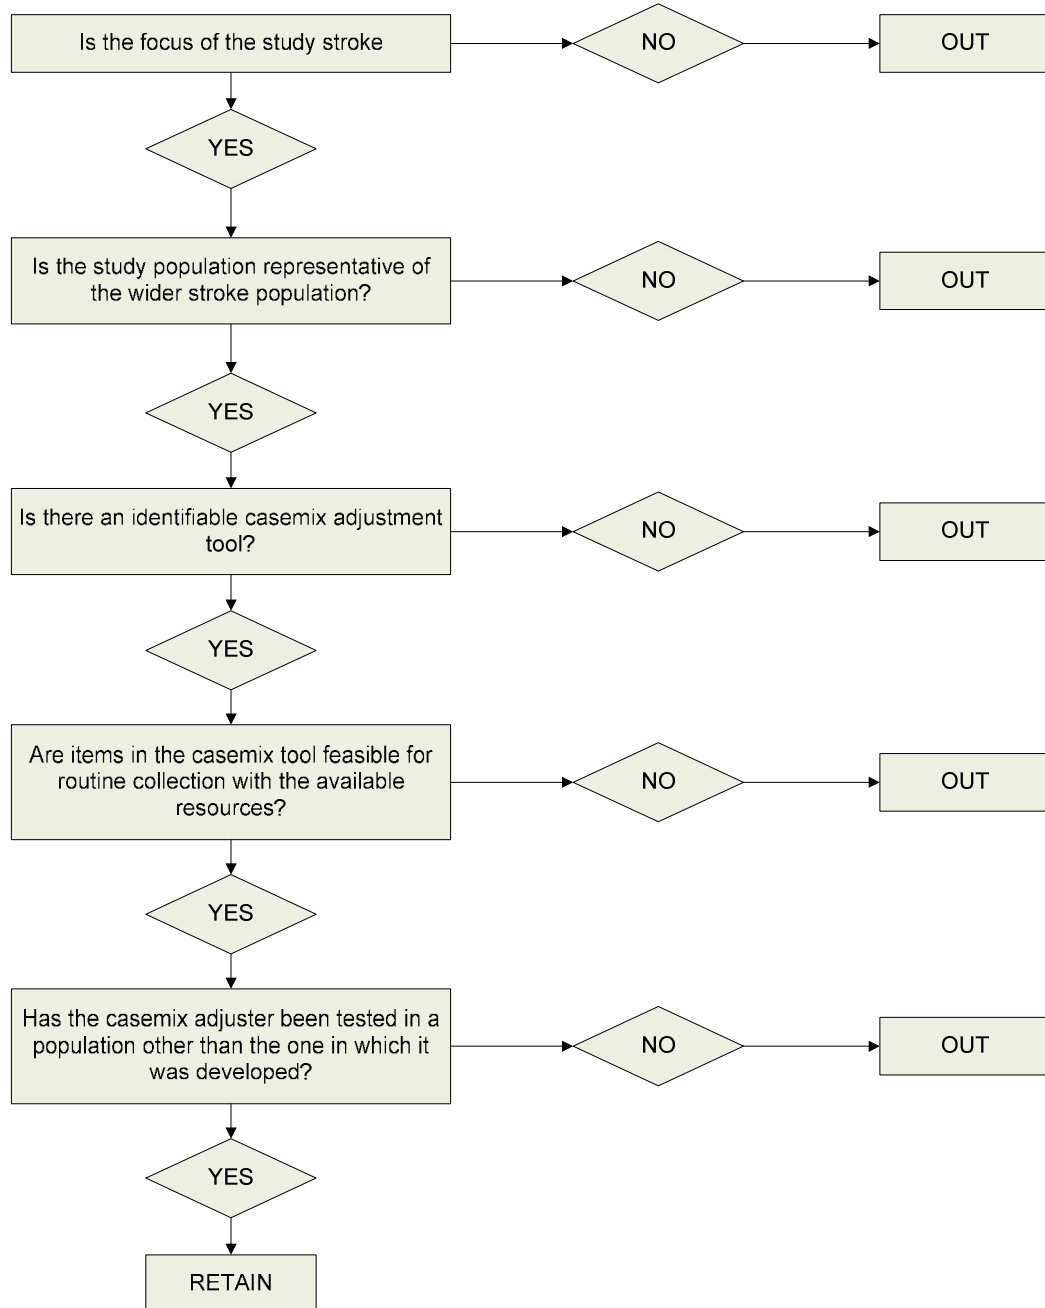 Is the focus of the study stroke
NO
OUT
YES
Is the study population representative of
the wider stroke population?
NO
OUT
YES
Is there an identifiable casemix adjustment
tool?
NO
OUT
YES
Are items in the casemix tool feasible for
routine collection with the available
resources?
NO
OUT
YES
Has the casemix adjuster been tested in a
population other than the one in which it
was developed?
NO
OUT
YES
RETAIN